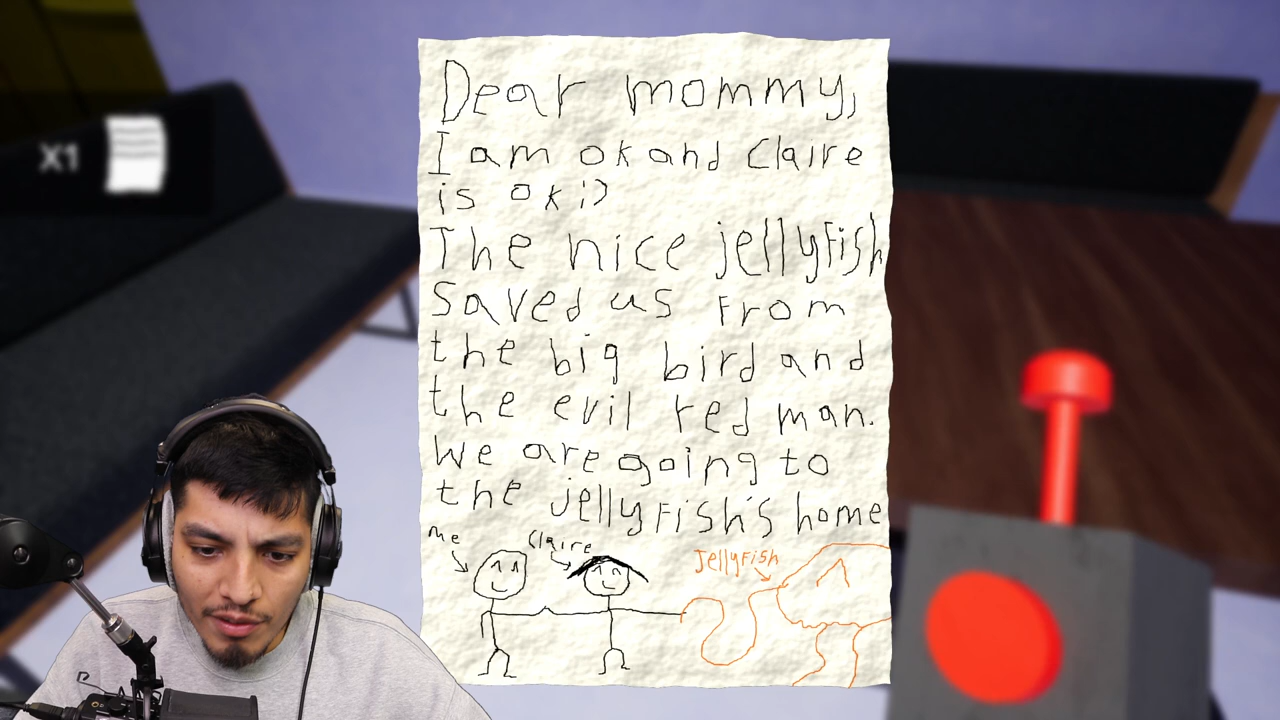 X1
Dear mommy,
I am ok and Claire
is ok :)
The nice jellyfish
saved us from
the big bird and
the evil red man.
We are going to
the jellyfish's home
me
Claire
Jellyfish